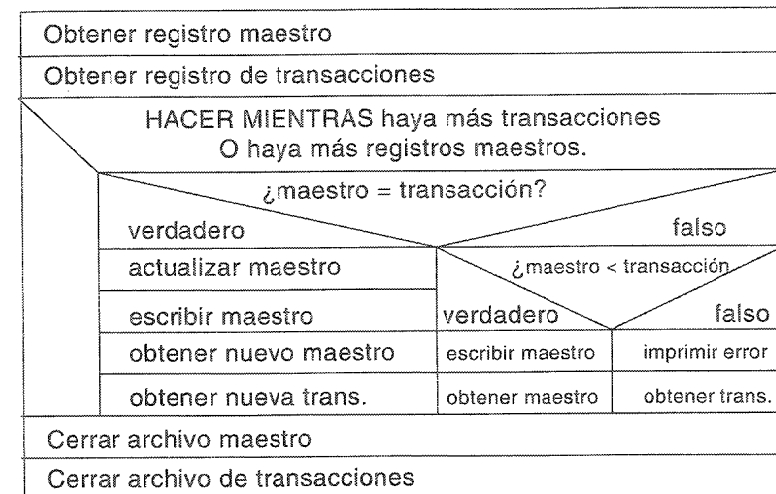 Obtener registro maestro
Obtener registro de transacciones
HACER MIENTRAS haya más transacciones
O haya más registros maestros.
¿maestro = transacción?
verdadero
falso
actualizar maestro
¿maestro < transacción
escribir maestro
verdadero
falso
obtener nuevo maestro
escribir maestro
imprimir error
obtener nueva trans.
obtener maestro
obtener trans.
Cerrar archivo maestro
Cerrar archivo de transacciones